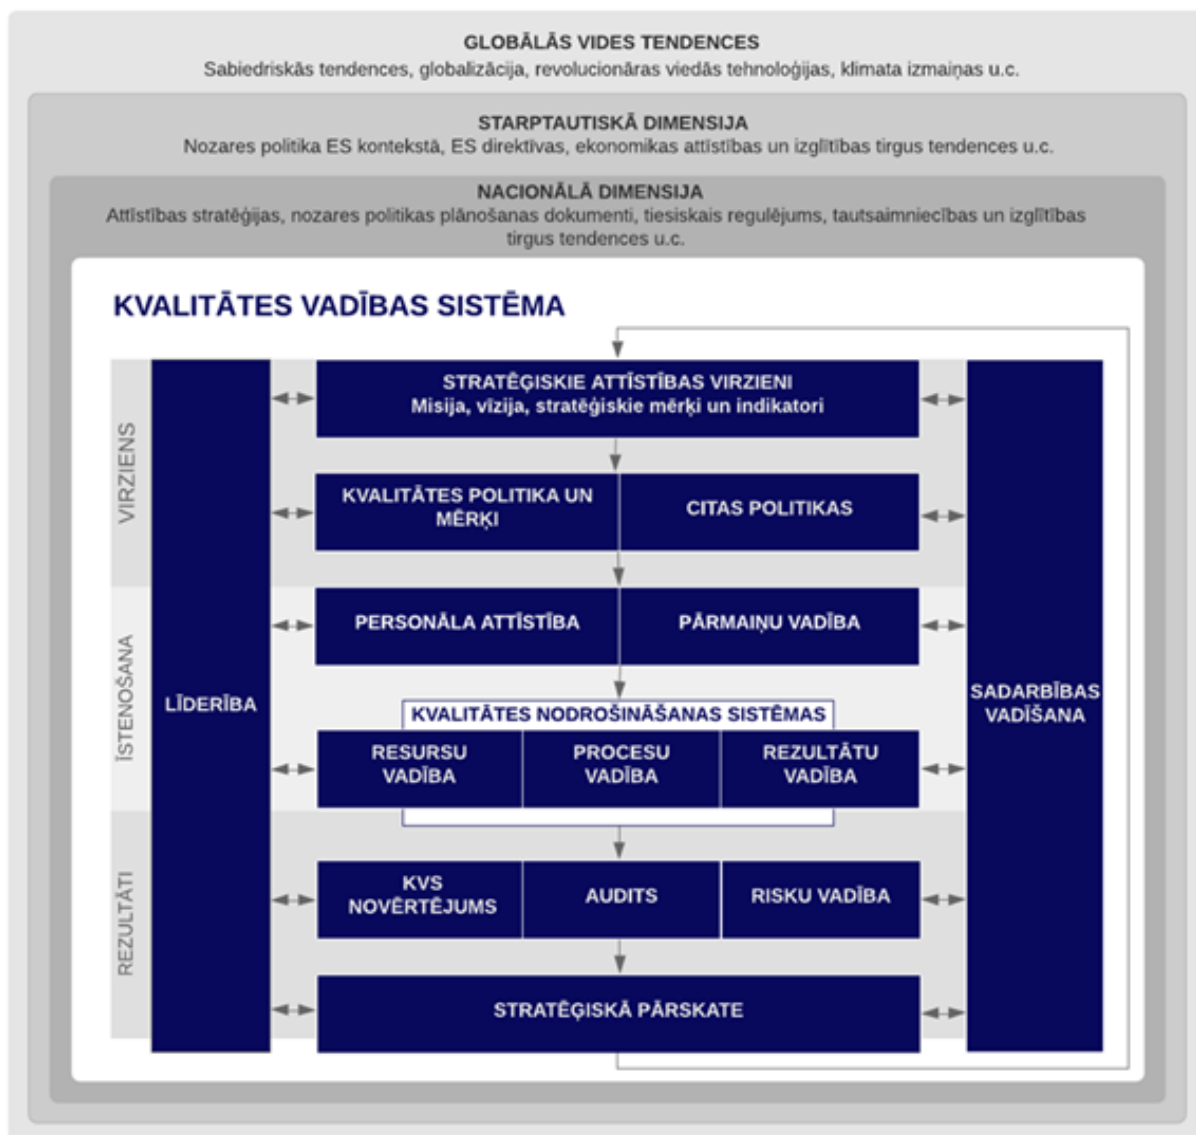 GLOBĀLĀS VIDES TENDENCES
Sabiedriskās tendences, globalizācija, revolucionāras viedās tehnoloģijas, klimata izmaiņas u.c.
STARPTAUTISKĀ DIMENSIJA
Nozares politika ES kontekstā, ES direktīvas, ekonomikas attīstības un izglītības tirgus tendences u.c.
NACIONĀLĀ DIMENSIJA
Attīstības stratēģijas, nozares politikas plānošanas dokumenti, tiesiskais regulējums, tautsaimniecības un izglītības
tirgus tendences u.c.
KVALITĀTES VADĪBAS SISTĒMA
VIRZIENS
STRATĒĢISKIE ATTĪSTĪBAS VIRZIENI
Misija, vīzija, stratēģiskie mērķi un indikatori
KVALITĀTES POLITIKA UN
MĒRĶI
CITAS POLITIKAS
ĪSTENOŠANA
LĪDERĪBA
PERSONĀLA ATTĪSTĪBA
PĀRMAIŅU VADĪBA
KVALITĀTES NODROŠINĀŠANAS SISTĒMAS
RESURSU
VADĪBA
PROCESU
VADĪBA
REZULTĀTU
VADĪBA
SADARBĪBAS
VADĪŠANA
REZULTĀTI
KVS
NOVĒRTĒJUMS
AUDITS
RISKU VADĪBA
STRATĒĢISKĀ PĀRSKATE